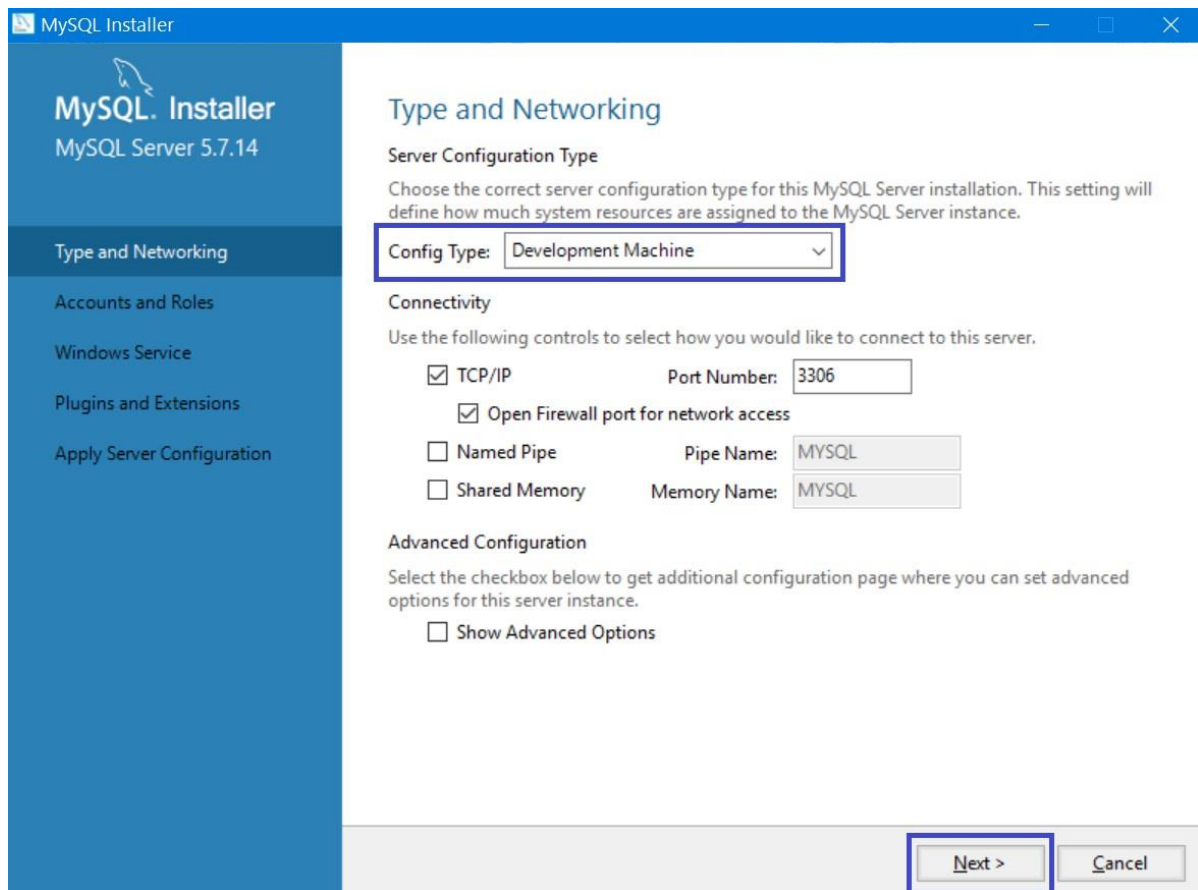 MySQL Installer
MySQL. Installer
MySQL Server 5.7.14
Type and Networking
Accounts and Roles
Windows Service
Plugins and Extensions
Apply Server Configuration
Type and Networking
Server Configuration Type
Choose the correct server configuration type for this MySQL Server installation. This setting will
define how much system resources are assigned to the MySQL Server instance.
Config Type: Development Machine
Connectivity
Use the following controls to select how you would like to connect to this server.
TCP/IP Port Number: 3306
Open Firewall port for network access
Named Pipe Pipe Name: MYSQL
Shared Memory Memory Name: MYSQL
Advanced Configuration
Select the checkbox below to get additional configuration page where you can set advanced
options for this server instance.
Show Advanced Options
Next > Cancel